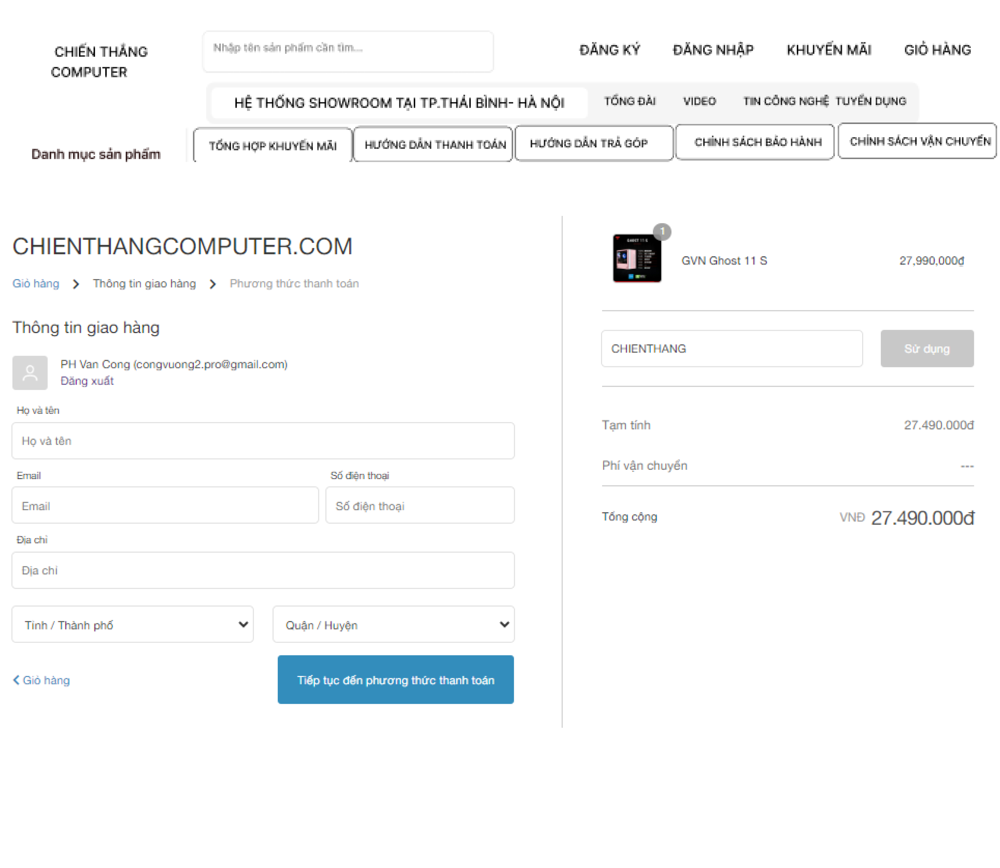 CHIẾN THẮNG
COMPUTER
Nhập tên sản phẩm cần tìm...
ĐĂNG KÝ
ĐĂNG NHẬP
KHUYẾN MÃI
GIỎ HÀNG
HỆ THỐNG SHOWROOM TẠI TP.THÁI BÌNH- HÀ NỘI
TỔNG ĐÀI
VIDEO
TIN CÔNG NGHỆ
TUYỂN DỤNG
Danh mục sản phẩm
TỔNG HỢP KHUYẾN MÃI
HƯỚNG DẪN THANH TOÁN
HƯỚNG DẪN TRẢ GÓP
CHÍNH SÁCH BẢO HÀNH
CHÍNH SÁCH VẬN CHUYỂN
CHIENTHANGCOMPUTER.COM
Giỏ hàng > Thông tin giao hàng > Phương thức thanh toán
Thông tin giao hàng
PH Van Cong (congvuong2.pro@gmail.com)
Đăng xuất
Họ và tên
Họ và tên
Email
Số điện thoại
Email
Số điện thoại
Địa chỉ
Địa chỉ
Tỉnh / Thành phố
Quận / Huyện
Giỏ hàng
Tiếp tục đến phương thức thanh toán
1
GHOST 11 S
GVN Ghost 11 S
27,990,000₫
CHIENTHANG
Sử dụng
Tạm tính
27.490.000đ
Phí vận chuyển
---
Tổng cộng
VNĐ 27.490.000đ